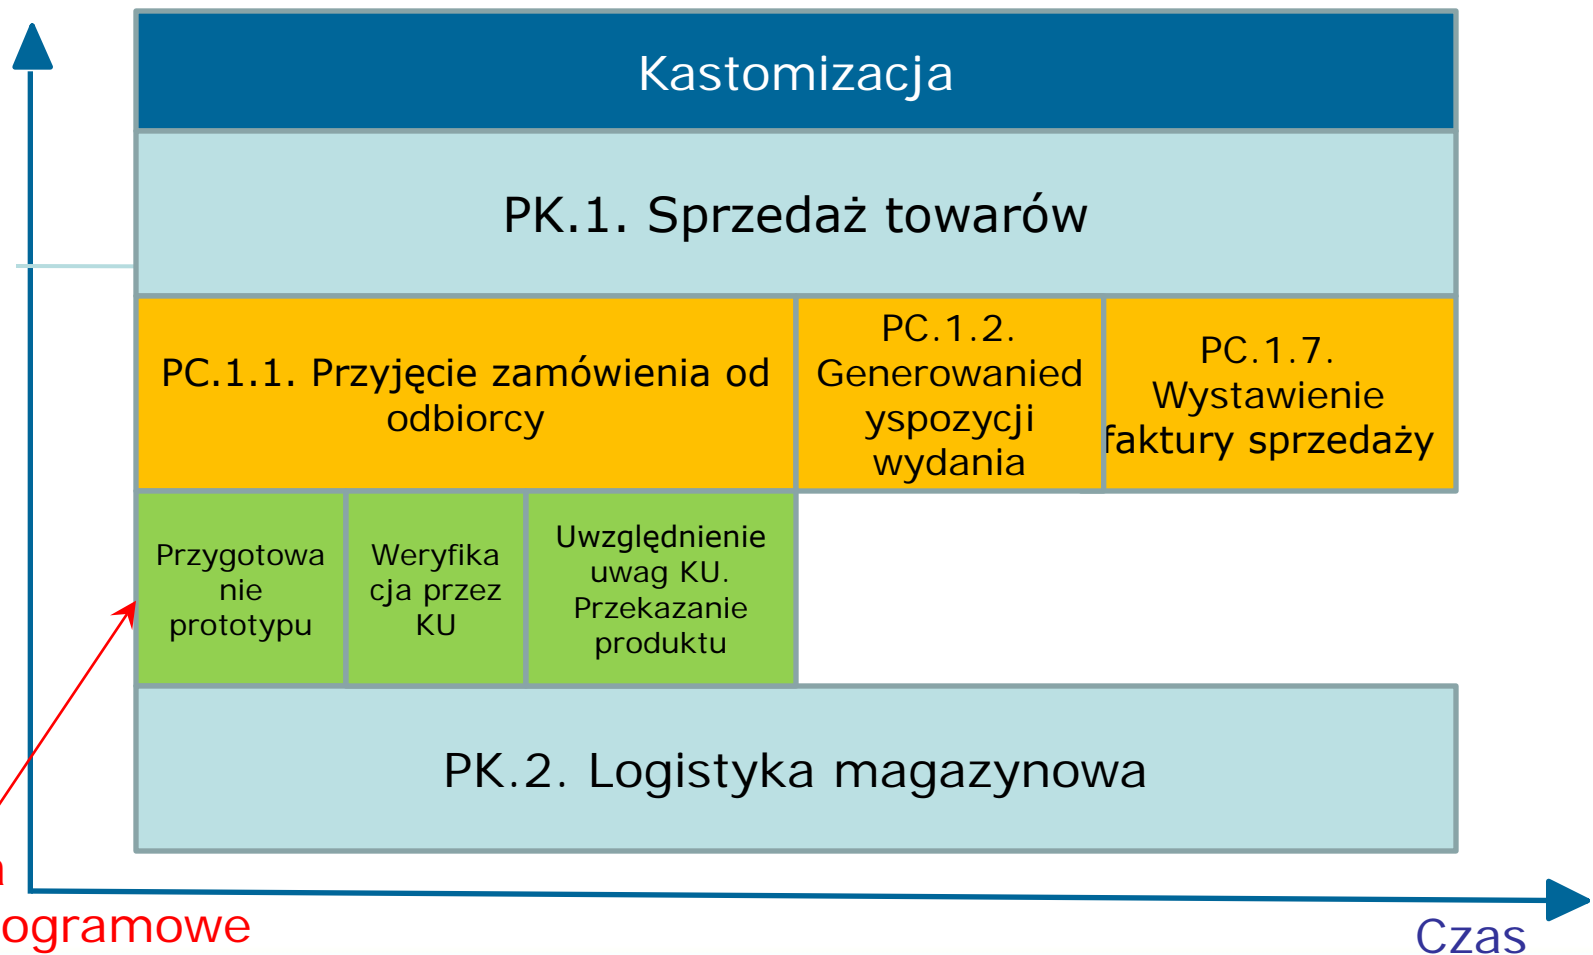 Kastomizacja
PK.1. Sprzedaż towarów
PC.1.1. Przyjęcie zamówienia od
odbiorcy
PC.1.2.
Generowanied
yspozycji
wydania
PC.1.7.
Wystawienie
faktury sprzedaży
Przygotowa
nie
prototypu
Weryfika
cja przez
KU
Uwzględnienie
uwag KU.
Przekazanie
produktu
PK.2. Logistyka magazynowa
ogramowe
Czas